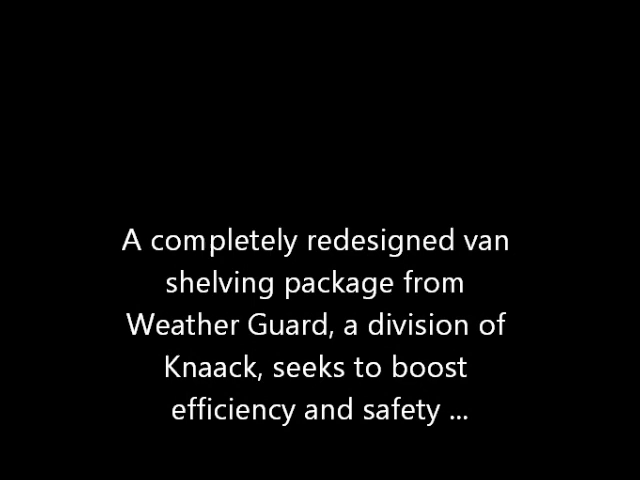 A completely redesigned van
shelving package from
Weather Guard, a division of
Knaack, seeks to boost
efficiency and safety ...